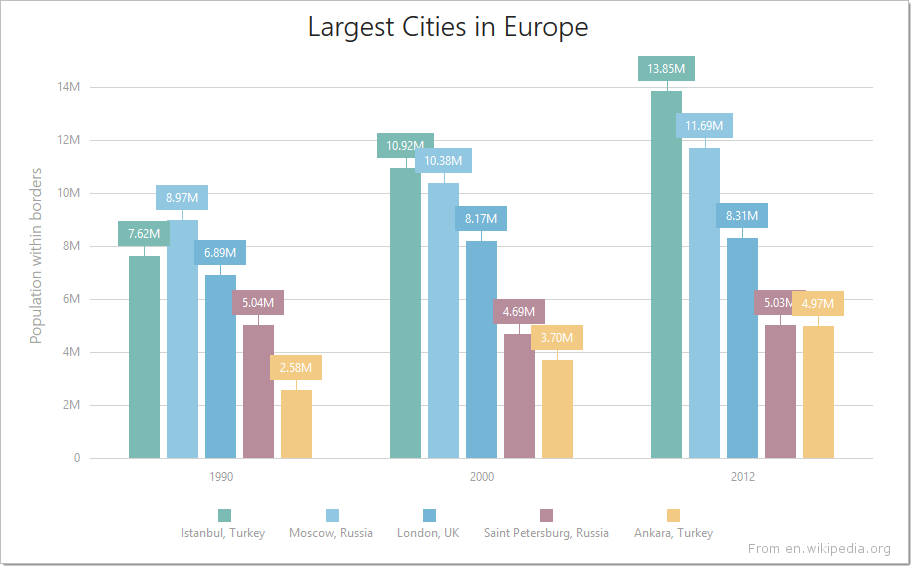 Largest Cities in Europe
Population within borders
14M
12M
10M
8M
6M
4M
2M
0
7.62M
8.97M
6.89M
5.04M
2.58M
10.92M
10.38M
8.17M
4.69M
3.70M
13.85M
11.69M
8.31M
5.03M
4.97M
1990 2000 2012
Istanbul, Turkey Moscow, Russia London, UK Saint Petersburg, Russia Ankara, Turkey
From en.wikipedia.org